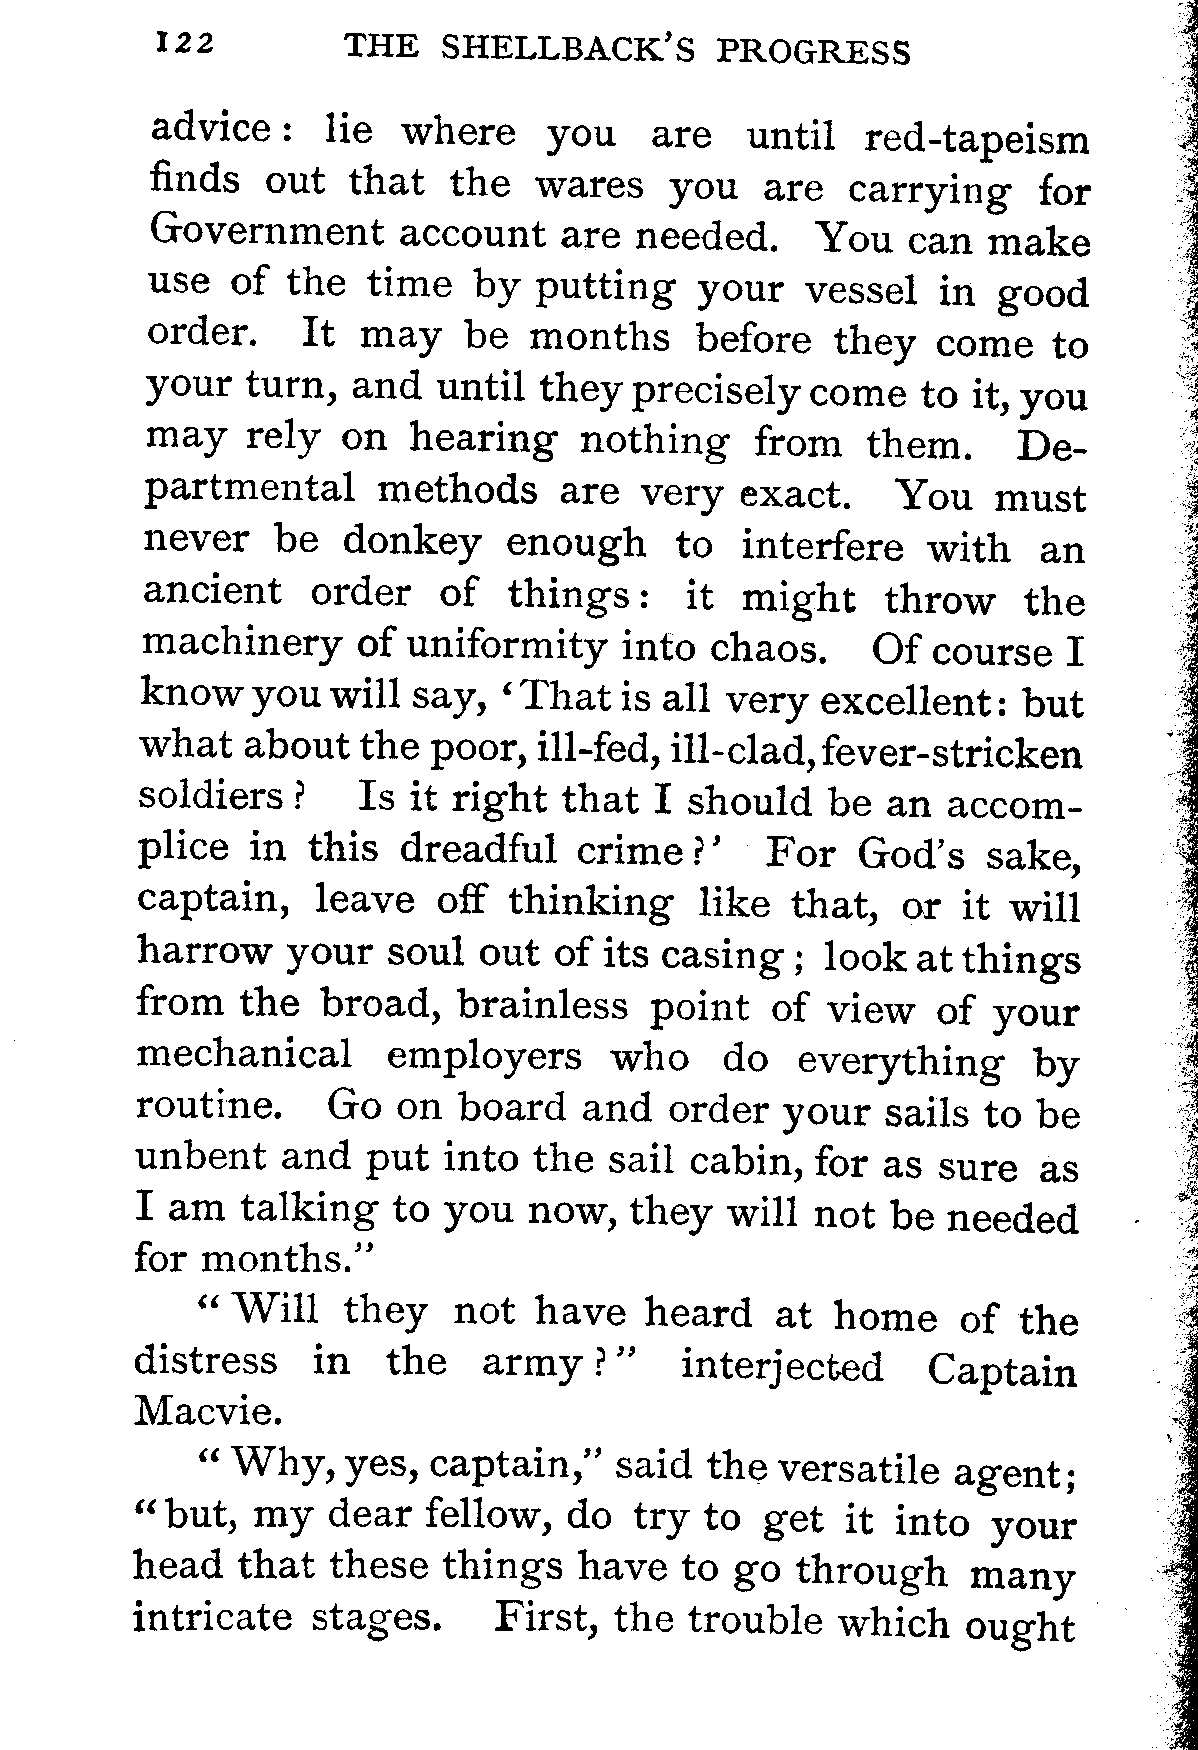 122 THE SHELLBACK'S PROGRESS
advice: lie where you are until red-tapeism
finds out that the wares you are carrying for
Government account are needed. You can make
use of the time by putting your vessel in good
order. It may be months before they come to
your turn, and until they precisely come to it, you
may rely on hearing nothing from them. De-
partmental methods are very exact. You must
never be donkey enough to interfere with an
ancient order of things: it might throw the
machinery of uniformity into chaos. Of course I
know you will say, 'That is all very excellent: but
what about the poor, ill-fed, ill-clad, fever-stricken
soldiers? Is it right that I should be an accom-
plice in this dreadful crime?' For God's sake,
captain, leave off thinking like that, or it will
harrow your soul out of its casing; look at things
from the broad, brainless point of view of your
mechanical employers who do everything by
routine. Go on board and order your sails to be
unbent and put into the sail cabin, for as sure as
I am talking to you now, they will not be needed
for months."
"Will they not have heard at home of the
distress in the army?" interjected Captain
Macvie.
"Why, yes, captain," said the versatile agent;
"but, my dear fellow, do try to get it into your
head that these things have to go through many
intricate stages. First, the trouble which ought